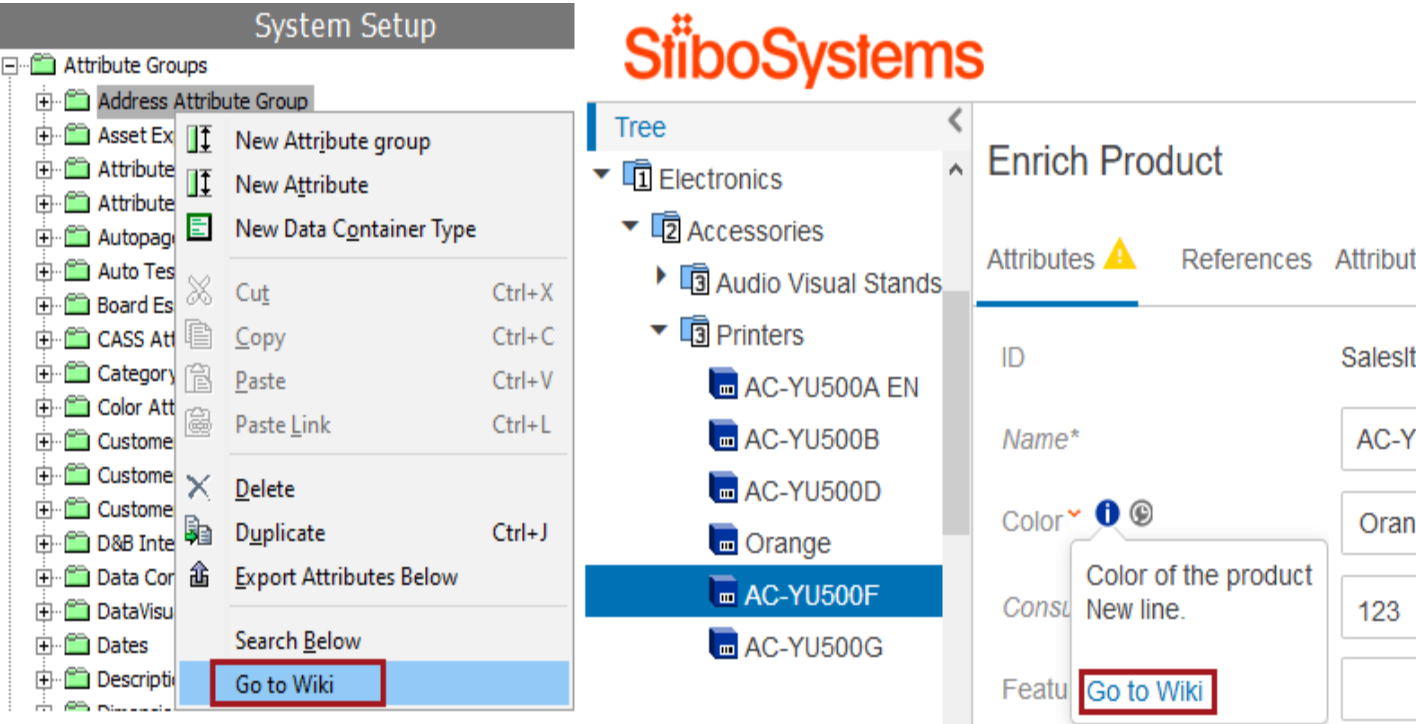 System Setup
Attribute Groups
Address Attribute Group
Asset Ex
Attribute
Attribute
Autopag
Auto Tes
Board Es
CASS Att
Category
Color Att
Custome
Custome
Custome
D&B Inte
Data Cor
DataVisu
Dates
Descripti
New Attribute group
New Attribute
New Data Container Type
Cut Ctrl+X
Copy Ctrl+C
Paste Ctrl+V
Paste Link Ctrl+L
Delete
Duplicate Ctrl+J
Export Attributes Below
Search Below
Go to Wiki
StiboSystems
Tree
1 Electronics
2 Accessories
3 Audio Visual Stands
3 Printers
AC-YU500A EN
AC-YU500B
AC-YU500D
Orange
AC-YU500F
AC-YU500G
Enrich Product
Attributes References Attribut
ID SalesIt
Name* AC-Y
Color Oran
Consu 123
Featu
Color of the product
New line.
Go to Wiki